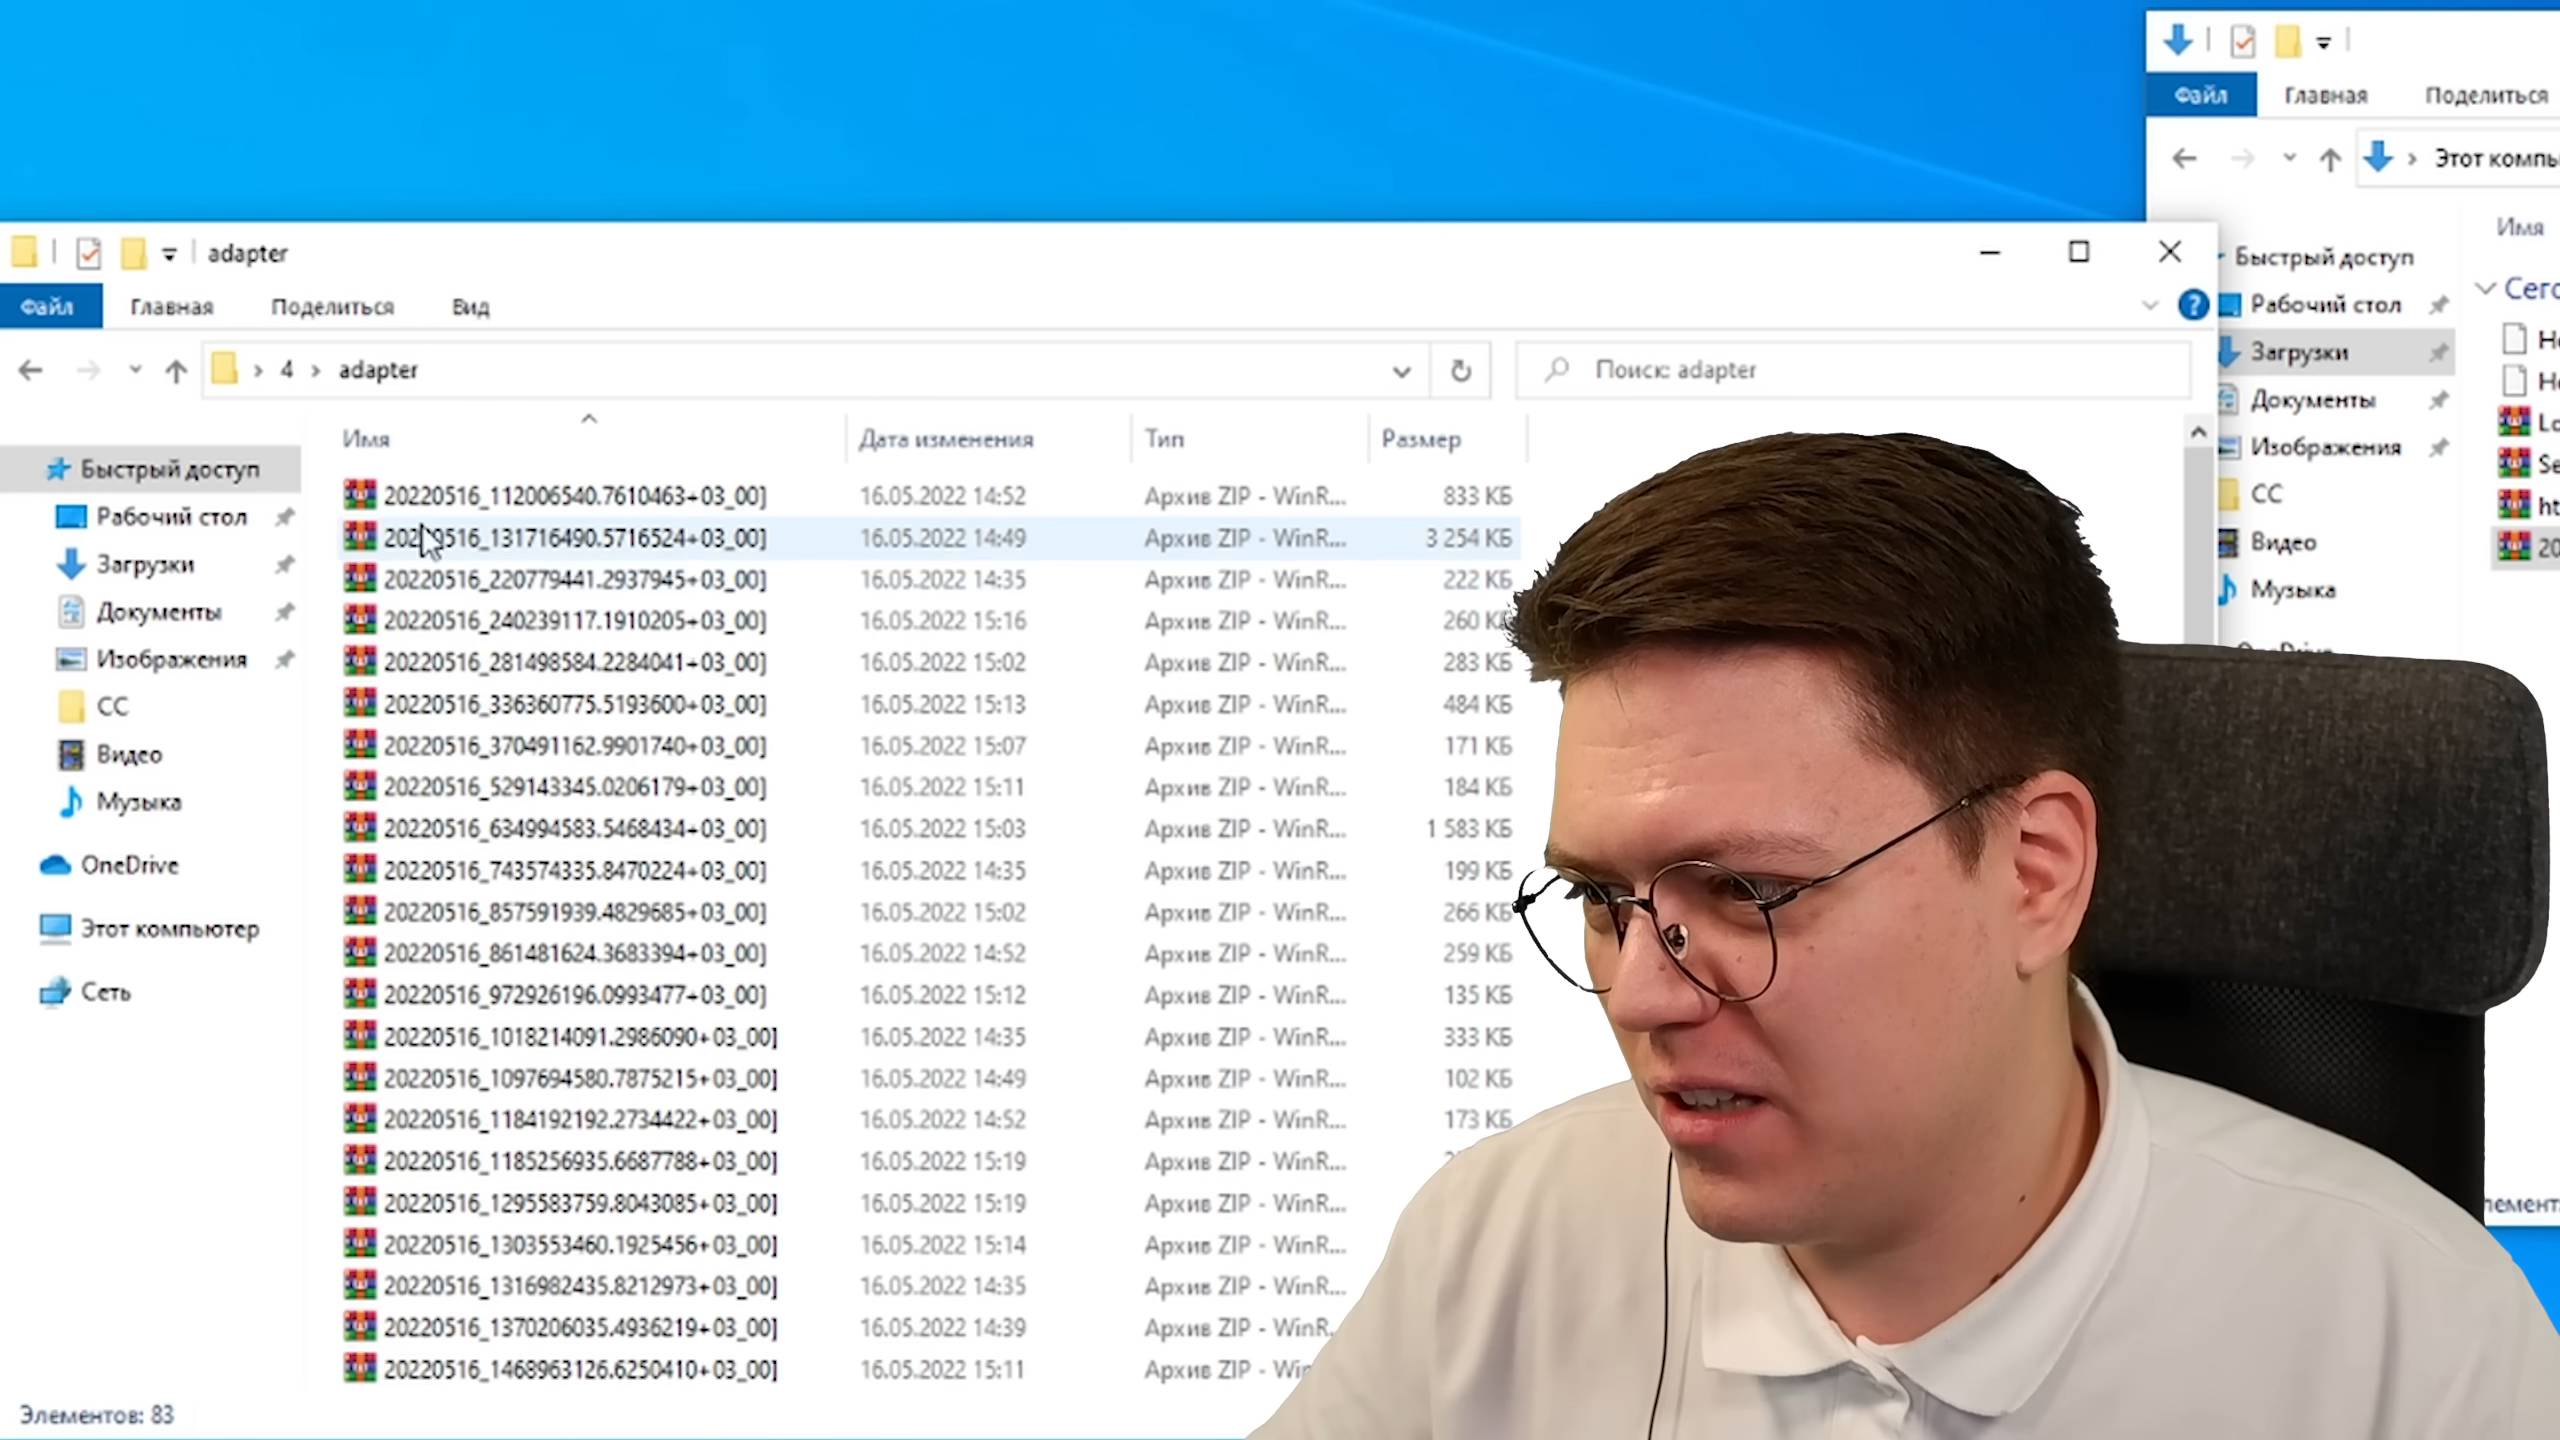 Файл Главная Поделиться
Этот компь
Имя
Быстрый доступ
Рабочий стол
Загрузки
Документы
Изображения
CC
Видео
Музыка
adapter
Файл Главная Поделиться Вид
4 adapter
Поиск: adapter
Быстрый доступ
Рабочий стол
Загрузки
Документы
Изображения
CC
Видео
Музыка
OneDrive
Этот компьютер
Сеть
Имя Дата изменения Тип Размер
20220516_112006540.7610463+03_00] 16.05.2022 14:52 Архив ZIP - WinR... 833 КБ
20220516_131716490.5716524+03_00] 16.05.2022 14:49 Архив ZIP - WinR... 3 254 КБ
20220516_220779441.2937945+03_00] 16.05.2022 14:35 Архив ZIP - WinR... 222 КБ
20220516_240239117.1910205+03_00] 16.05.2022 15:16 Архив ZIP - WinR... 260 КБ
20220516_281498584.2284041+03_00] 16.05.2022 15:02 Архив ZIP - WinR... 283 КБ
20220516_336360775.5193600+03_00] 16.05.2022 15:13 Архив ZIP - WinR... 484 КБ
20220516_370491162.9901740+03_00] 16.05.2022 15:07 Архив ZIP - WinR... 171 КБ
20220516_529143345.0206179+03_00] 16.05.2022 15:11 Архив ZIP - WinR... 184 КБ
20220516_634994583.5468434+03_00] 16.05.2022 15:03 Архив ZIP - WinR... 1 583 КБ
20220516_743574335.8470224+03_00] 16.05.2022 14:35 Архив ZIP - WinR... 199 КБ
20220516_857591939.4829685+03_00] 16.05.2022 15:02 Архив ZIP - WinR... 266 КБ
20220516_861481624.3683394+03_00] 16.05.2022 14:52 Архив ZIP - WinR... 259 КБ
20220516_972926196.0993477+03_00] 16.05.2022 15:12 Архив ZIP - WinR... 135 КБ
20220516_1018214091.2986090+03_00] 16.05.2022 14:35 Архив ZIP - WinR... 333 КБ
20220516_1097694580.7875215+03_00] 16.05.2022 14:49 Архив ZIP - WinR... 102 КБ
20220516_1184192192.2734422+03_00] 16.05.2022 14:52 Архив ZIP - WinR... 173 КБ
20220516_1185256935.6687788+03_00] 16.05.2022 15:19 Архив ZIP - WinR...
20220516_1295583759.8043085+03_00] 16.05.2022 15:19 Архив ZIP - WinR...
20220516_1303553460.1925456+03_00] 16.05.2022 15:14 Архив ZIP - WinR...
20220516_1316982435.8212973+03_00] 16.05.2022 14:35 Архив ZIP - WinR...
20220516_1370206035.4936219+03_00] 16.05.2022 14:39 Архив ZIP - WinR.
20220516_1468963126.6250410+03_00] 16.05.2022 15:11 Архив ZIP - Win
Элементов: 83